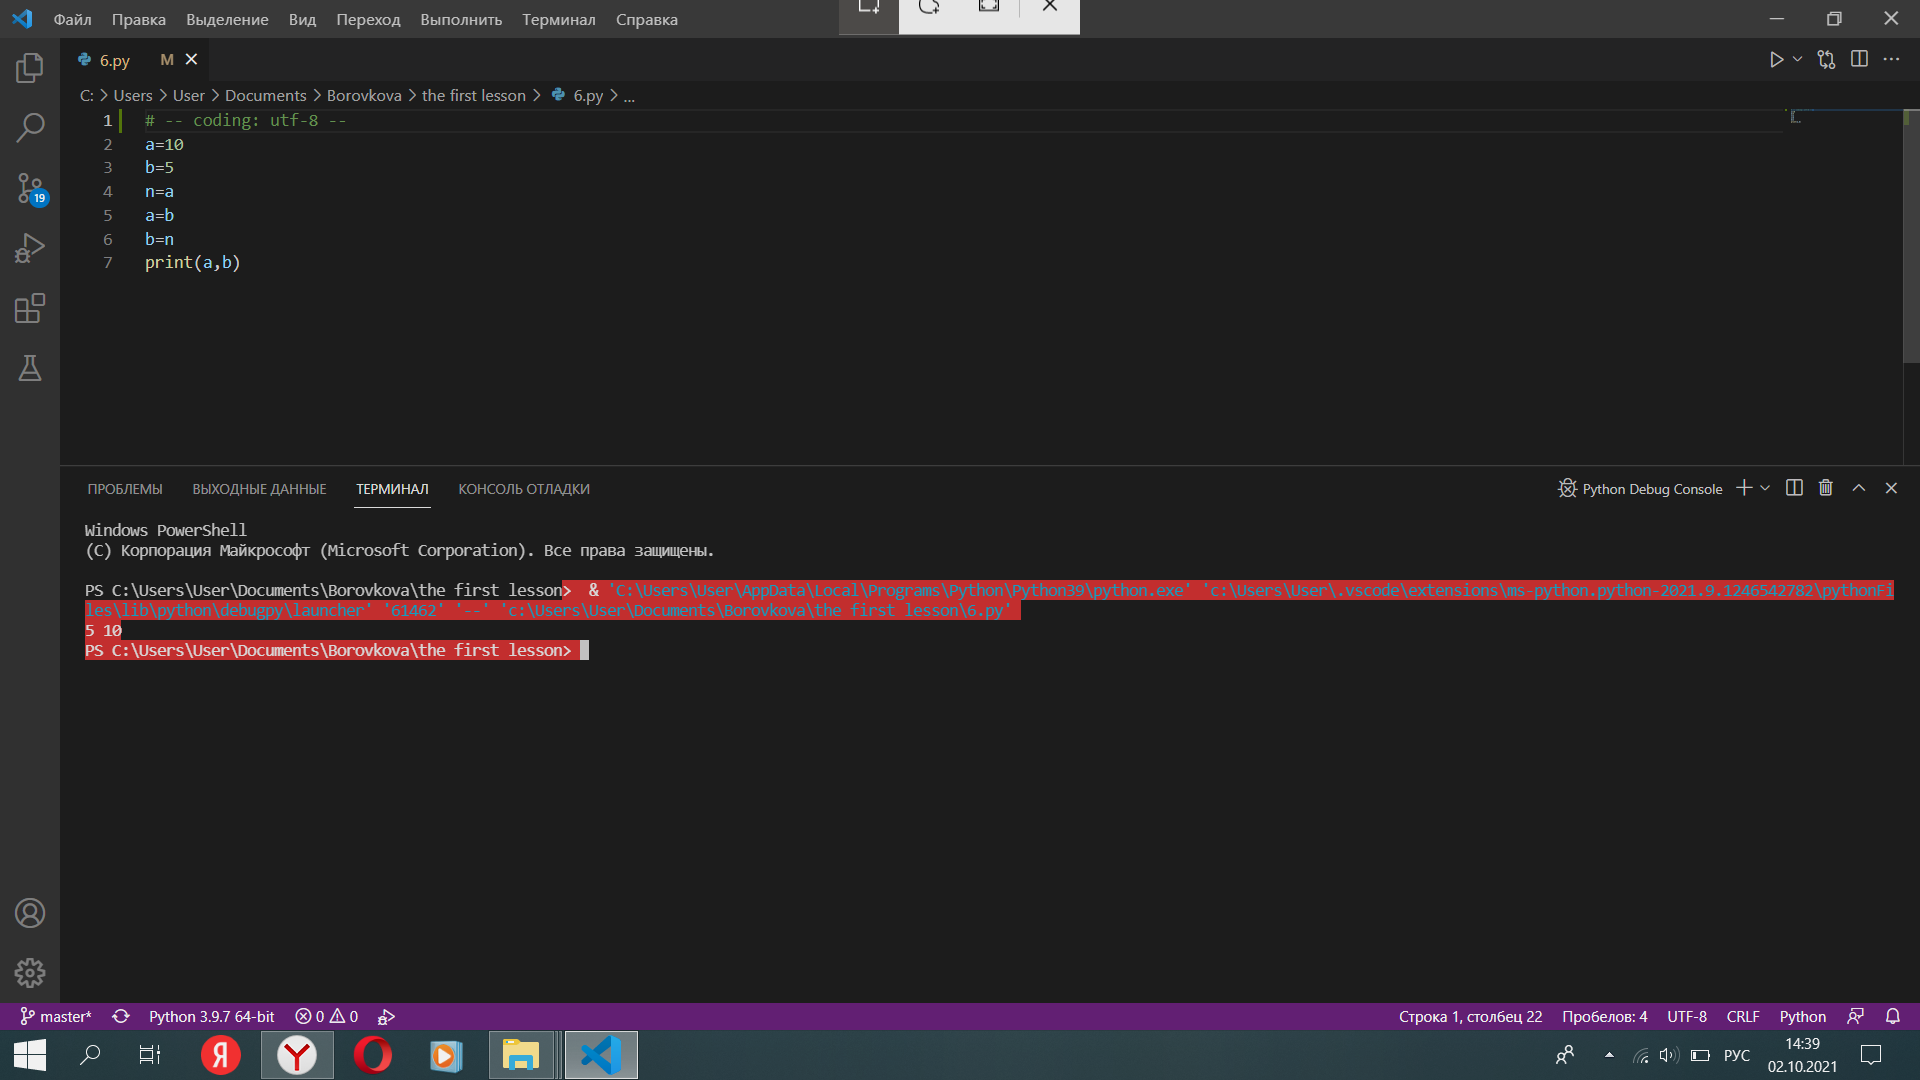 Файл Правка Выделение Вид Переход Выполнить Терминал Справка
6.py M
C: > Users > User > Documents > Borovkova > the first lesson > 6.py > ...
1 # -- coding: utf-8 --
2 a=10
3 b=5
4 n=a
5 a=b
6 b=n
7 print(a,b)
19
ПРОБЛЕМЫ ВЫХОДНЫЕ ДАННЫЕ ТЕРМИНАЛ КОНСОЛЬ ОТЛАДКИ
Python Debug Console
Windows PowerShell
(C) Корпорация Майкрософт (Microsoft Corporation). Все права защищены.
PS C:\Users\User\Documents\Borovkova\the first lesson>  & 'C:\Users\User\AppData\Local\Programs\Python\Python39\python.exe' 'c:\Users\User\.vscode\extensions\ms-python.python-2021.9.1246542782\pythonFi
les\lib\python\debugpy\launcher' '61462' '--' 'c:\Users\User\Documents\Borovkova\the first lesson\6.py'
5 10
PS C:\Users\User\Documents\Borovkova\the first lesson>
master* Python 3.9.7 64-bit 0 0
Строка 1, столбец 22 Пробелов: 4 UTF-8 CRLF Python
РУС
14:39
02.10.2021